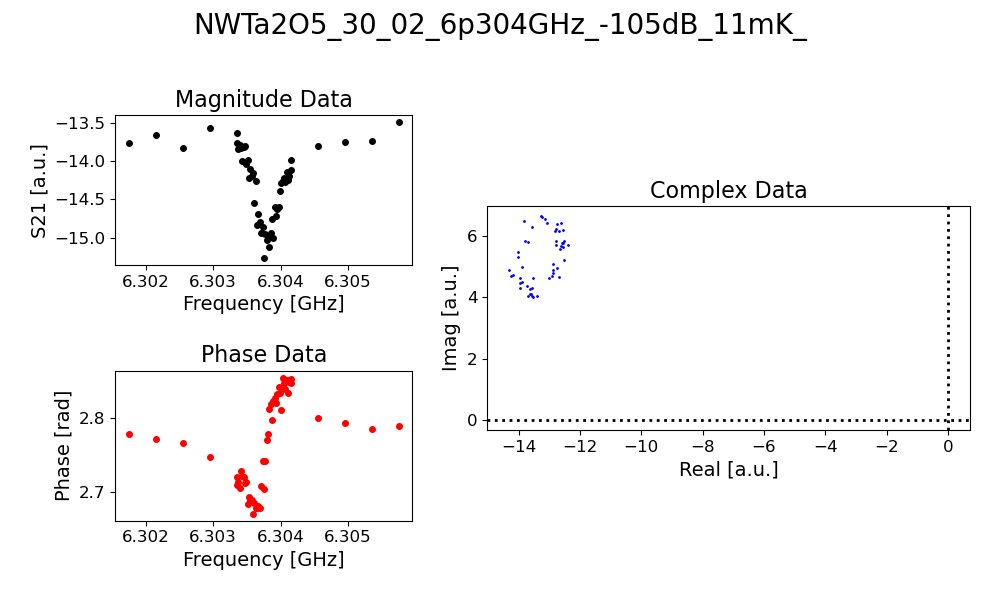 NWTa2O5_30_02_6p304GHz_-105dB_11mK_
Magnitude Data
S21 [a.u.]
−13.5
−14.0
−14.5
−15.0
6.302
6.303
6.304
6.305
Frequency [GHz]
Phase Data
Phase [rad]
2.8
2.7
6.302
6.303
6.304
6.305
Frequency [GHz]
Complex Data
Imag [a.u.]
6
4
2
0
−14
−12
−10
−8
−6
−4
−2
0
Real [a.u.]